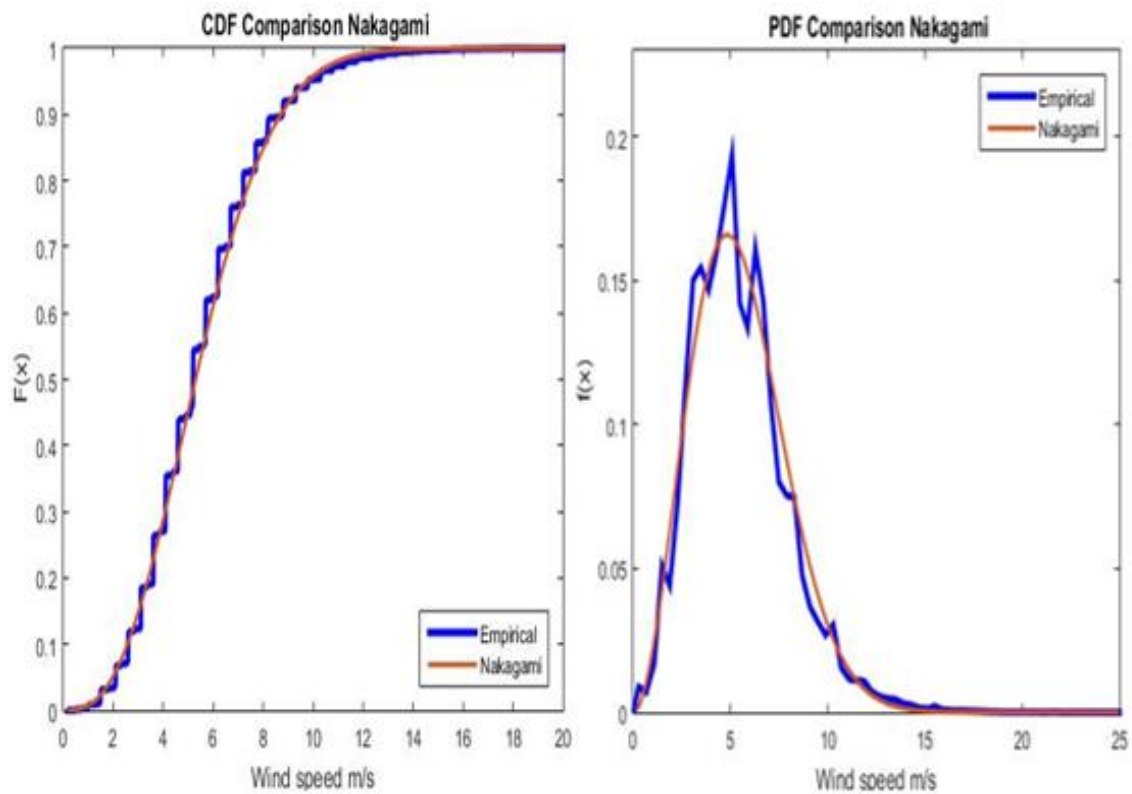 CDF Comparison Nakagami
1
0.9
0.8
0.7
0.6
0.5
0.4
0.3
0.2
0.1
0
F(x)
Empirical
Nakagami
0 2 4 6 8 10 12 14 16 18 20
Wind speed m/s
PDF Comparison Nakagami
0.2
0.15
0.1
0.05
0
f(x)
Empirical
Nakagami
0 5 10 15 20 25
Wind speed m/s